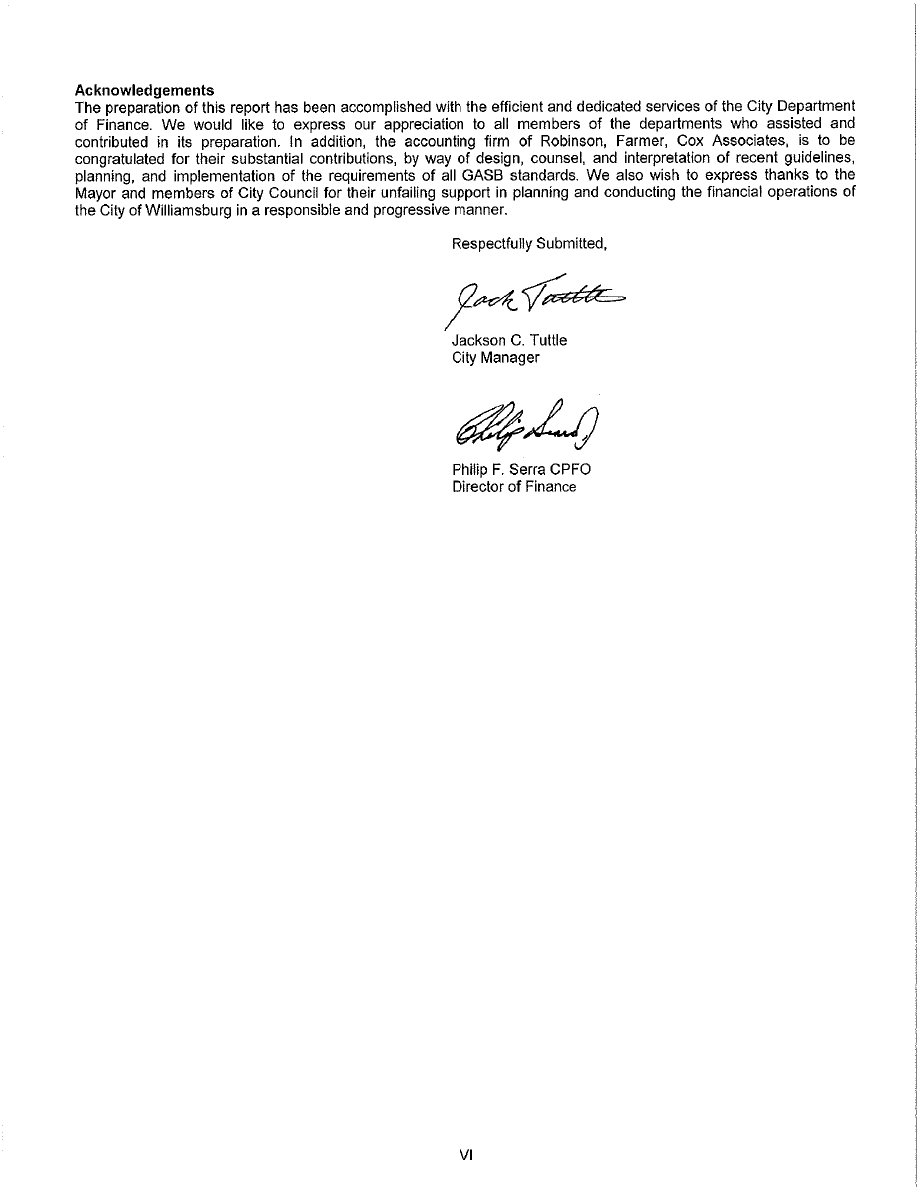 Acknowledgements
The preparation of this report has been accomplished with the efficient and dedicated services of the City Department
of Finance. We would like to express our appreciation to all members of the departments who assisted and
contributed in its preparation. In addition, the accounting firm of Robinson, Farmer, Cox Associates, is to be
congratulated for their substantial contributions, by way of design, counsel, and interpretation of recent guidelines,
planning, and implementation of the requirements of all GASB standards. We also wish to express thanks to the
Mayor and members of City Council for their unfailing support in planning and conducting the financial operations of
the City of Williamsburg in a responsible and progressive manner.
Respectfully Submitted,
Jack Tuttle
Jackson C. Tuttle
City Manager
Philip Serra
Philip F. Serra CPFO
Director of Finance
VI